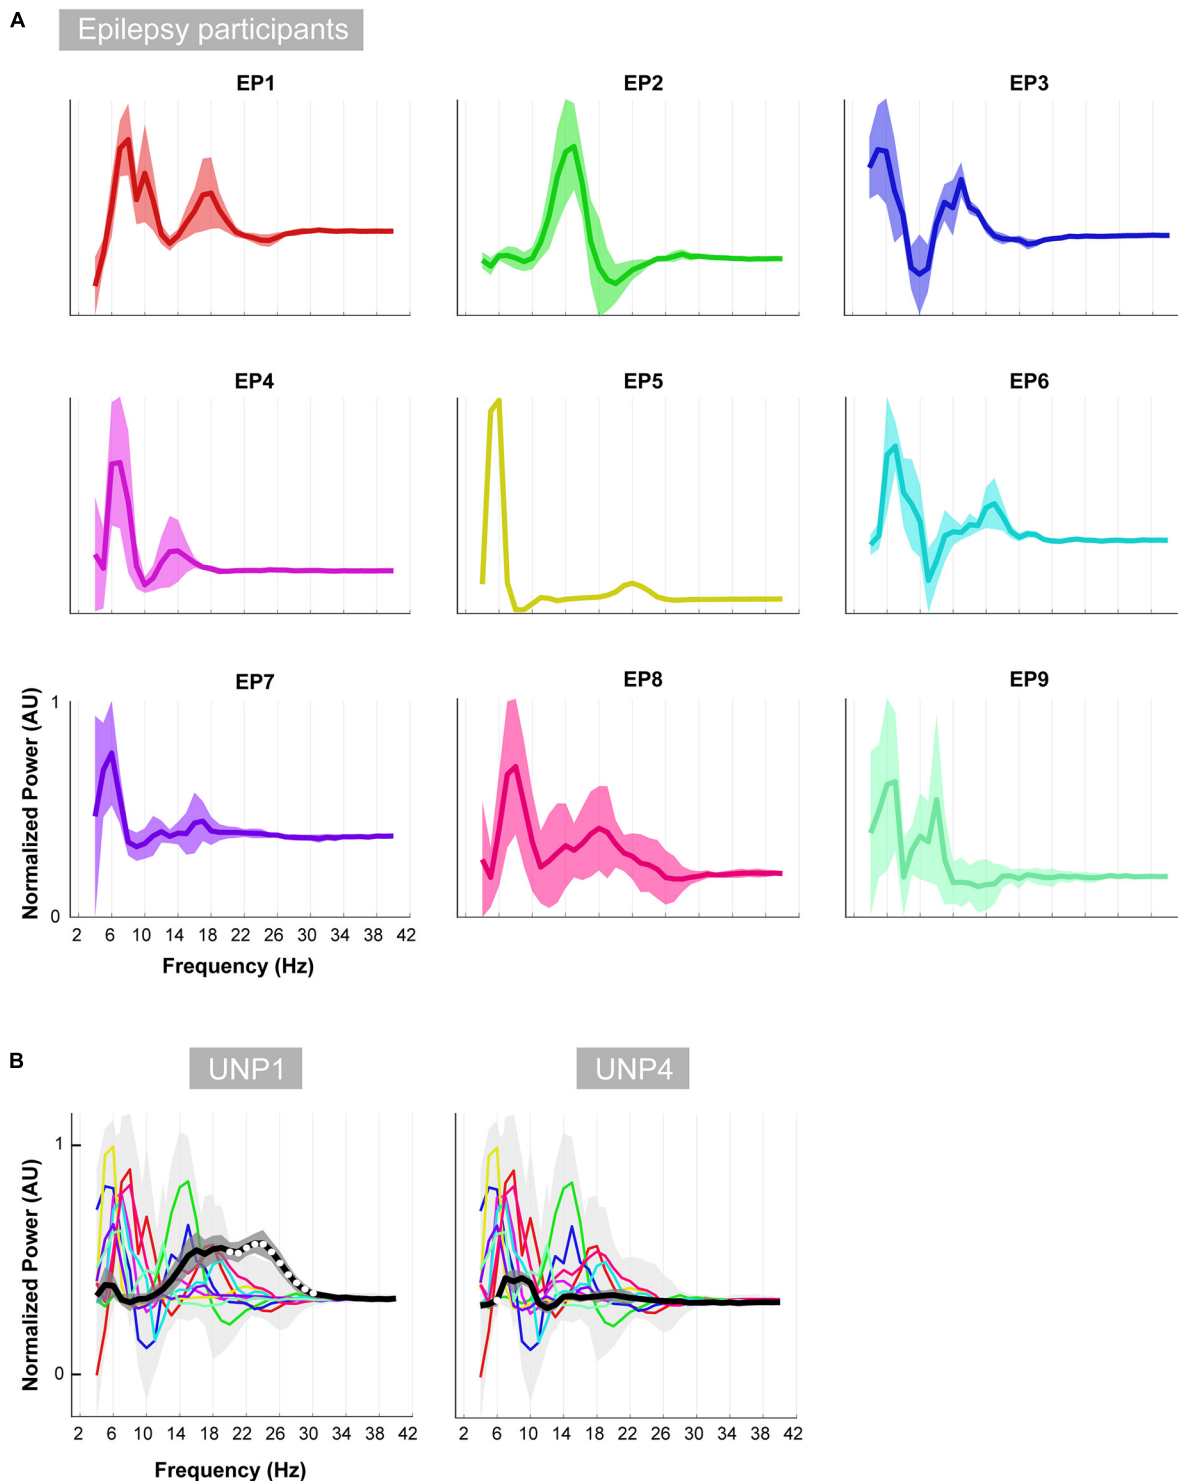 A
Epilepsy participants
EP1
EP2
EP3
EP4
EP5
EP6
EP7
EP8
EP9
Normalized Power (AU)
1
0
2 6 10 14 18 22 26 30 34 38 42
Frequency (Hz)
B
UNP1
UNP4
Normalized Power (AU)
1
0
2 6 10 14 18 22 26 30 34 38 42
2 6 10 14 18 22 26 30 34 38 42
Frequency (Hz)